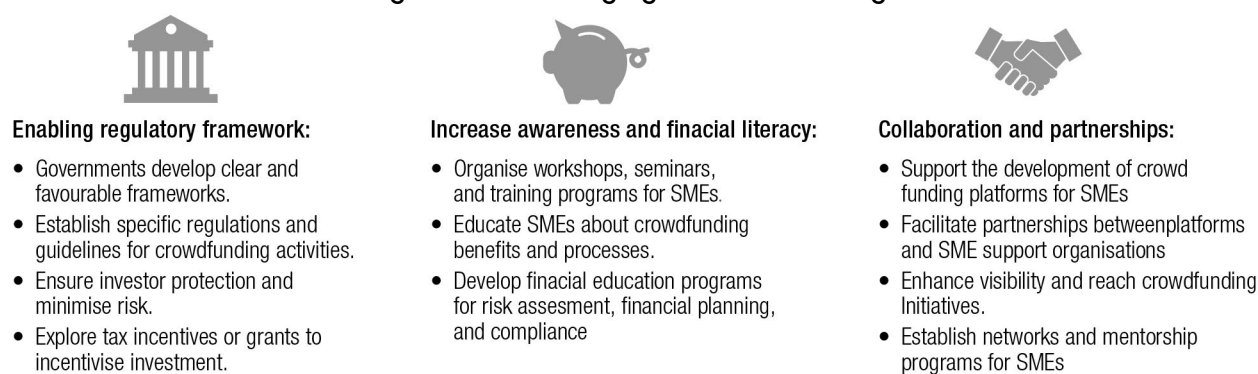 Enabling regulatory framework:
• Governments develop clear and
favourable frameworks.
• Establish specific regulations and
guidelines for crowdfunding activities.
• Ensure investor protection and
minimise risk.
• Explore tax incentives or grants to
incentivise investment.
Increase awareness and finacial literacy:
• Organise workshops, seminars,
and training programs for SMEs.
• Educate SMEs about crowdfunding
benefits and processes.
• Develop finacial education programs
for risk assesment, financial planning,
and compliance
Collaboration and partnerships:
• Support the development of crowd
funding platforms for SMEs
• Facilitate partnerships betweenplatforms
and SME support organisations
• Enhance visibility and reach crowdfunding
Initiatives.
• Establish networks and mentorship
programs for SMEs